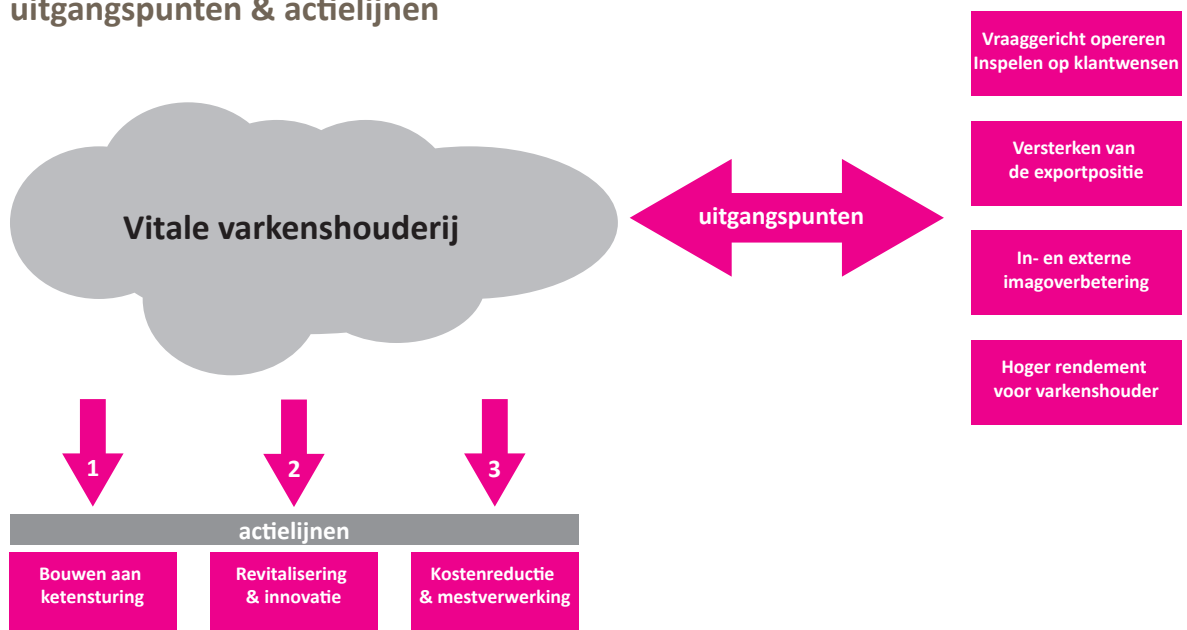 uitgangspunten & actielijnen
Vraaggericht opereren
Inspelen op klantwensen
Versterken van
de exportpositie
Vitale varkenshouderij
uitgangspunten
In- en externe
imagoverbetering
Hoger rendement
voor varkenshouder
1
2
3
actielijnen
Bouwen aan
ketensturing
Revitalisering
& innovatie
Kostenreductie
& mestverwerking